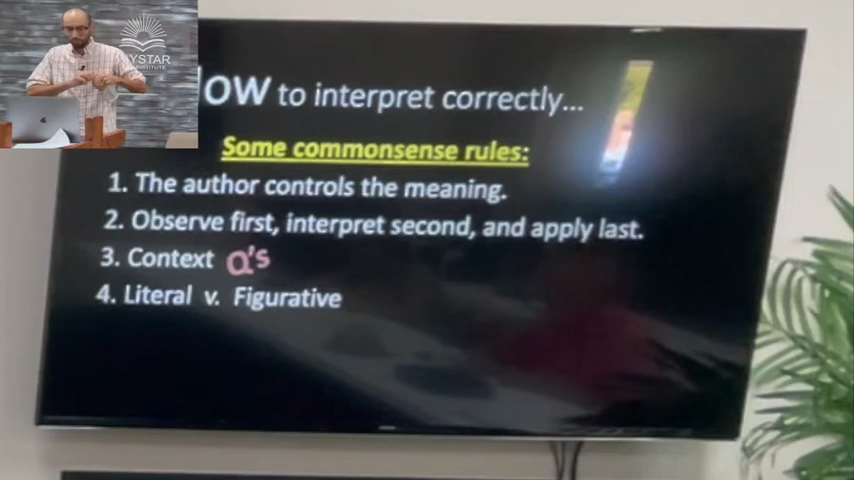 OW to interpret correctly...
Some commonsense rules:
1. The author controls the meaning.
2. Observe first, interpret second, and apply last.
3. Context Q's
4. Literal v. Figurative
YSTAR
INSTITUTE